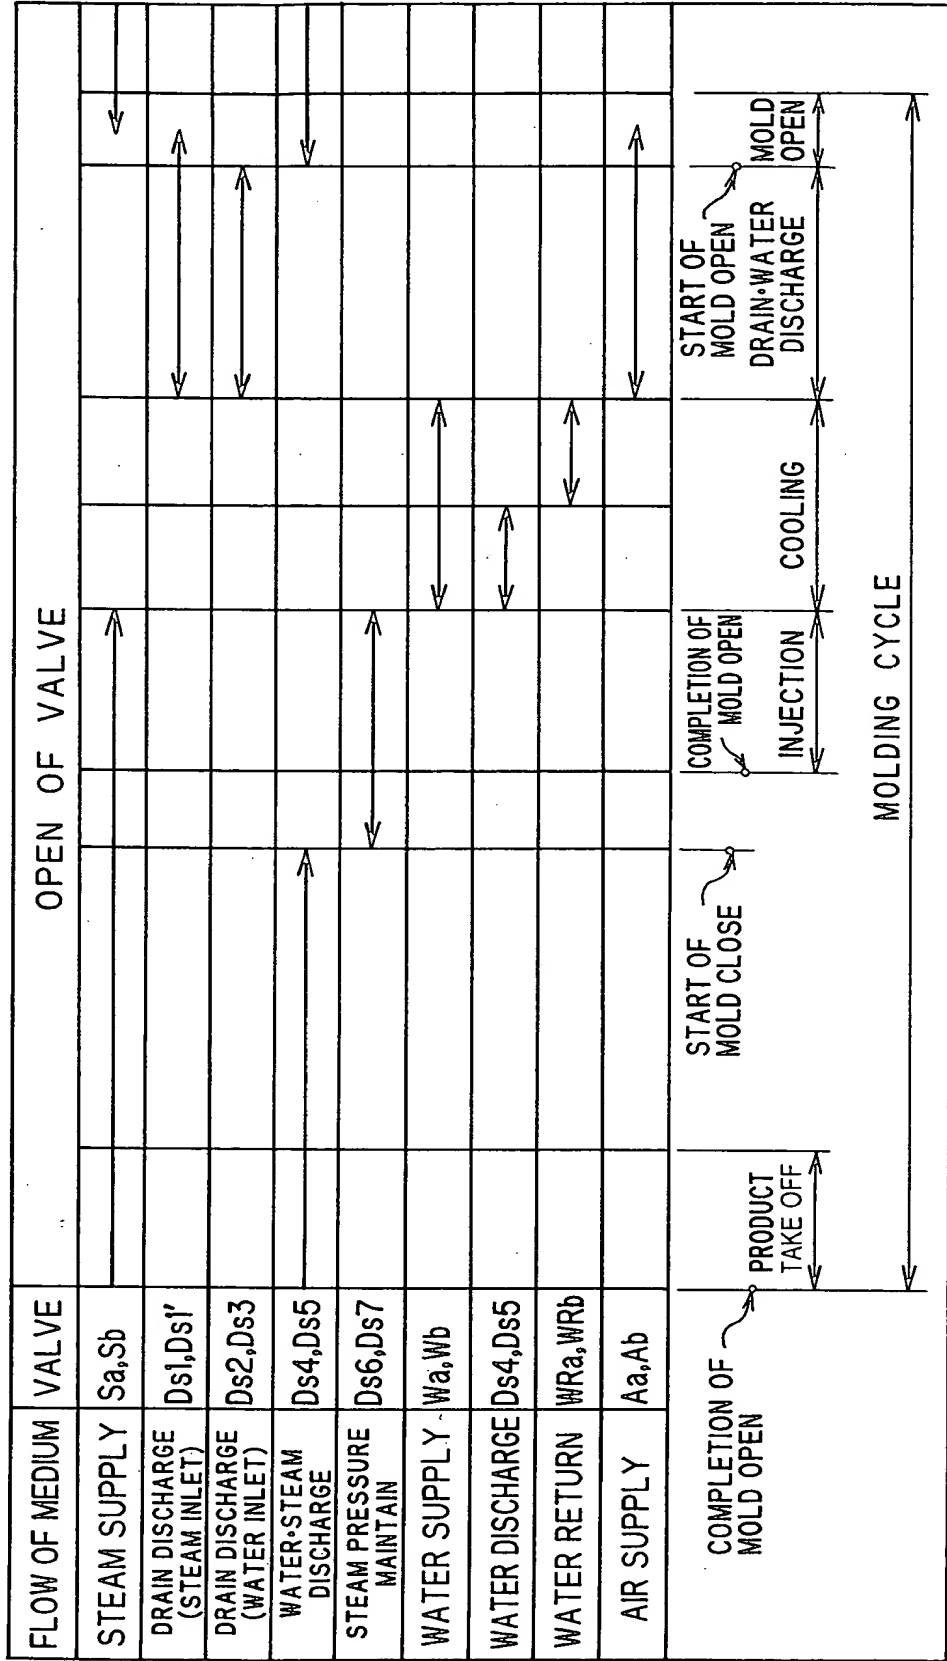 FLOW OF MEDIUM
VALVE
OPEN OF VALVE
STEAM SUPPLY
Sa,Sb
DRAIN DISCHARGE
(STEAM INLET)
Ds1,Ds1'
DRAIN DISCHARGE
(WATER INLET)
Ds2,Ds3
WATER•STEAM
DISCHARGE
Ds4,Ds5
STEAM PRESSURE
MAINTAIN
Ds6,Ds7
WATER SUPPLY
Wa,Wb
WATER DISCHARGE
Ds4,Ds5
WATER RETURN
WRa,WRb
AIR SUPPLY
Aa,Ab
COMPLETION OF
MOLD OPEN
PRODUCT
TAKE OFF
START OF
MOLD CLOSE
COMPLETION OF
MOLD OPEN
INJECTION
COOLING
START OF
MOLD OPEN
DRAIN•WATER
DISCHARGE
MOLD
OPEN
MOLDING CYCLE